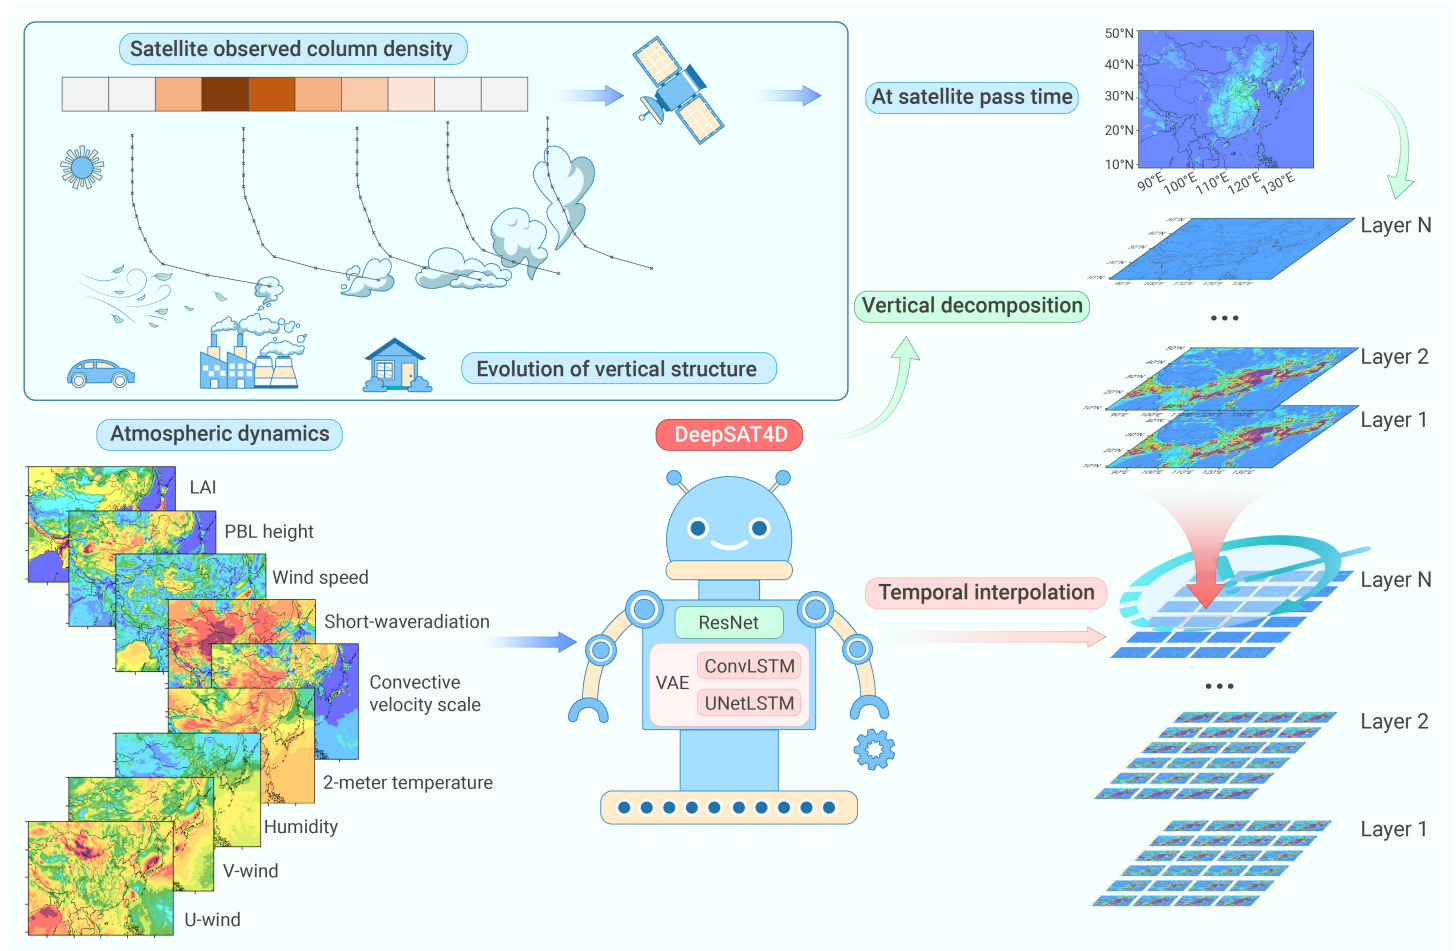 Satellite observed column density
Evolution of vertical structure
At satellite pass time
50°N
40°N
30°N
20°N
10°N
90°E
100°E
110°E
120°E
130°E
Layer N
Vertical decomposition
...
Layer 2
Layer 1
Atmospheric dynamics
LAI
PBL height
Wind speed
Short-waveradiation
Convective
velocity scale
2-meter temperature
Humidity
V-wind
U-wind
DeepSAT4D
ResNet
VAE
ConvLSTM
UNetLSTM
Temporal interpolation
Layer N
...
Layer 2
Layer 1